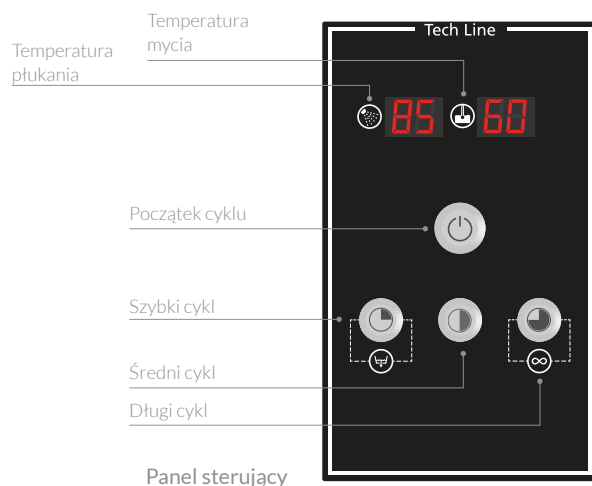 Temperatura
mycia
Temperatura
płukania
Tech Line
85 60
Początek cyklu
Szybki cykl
Średni cykl
Długi cykl
Panel sterujący